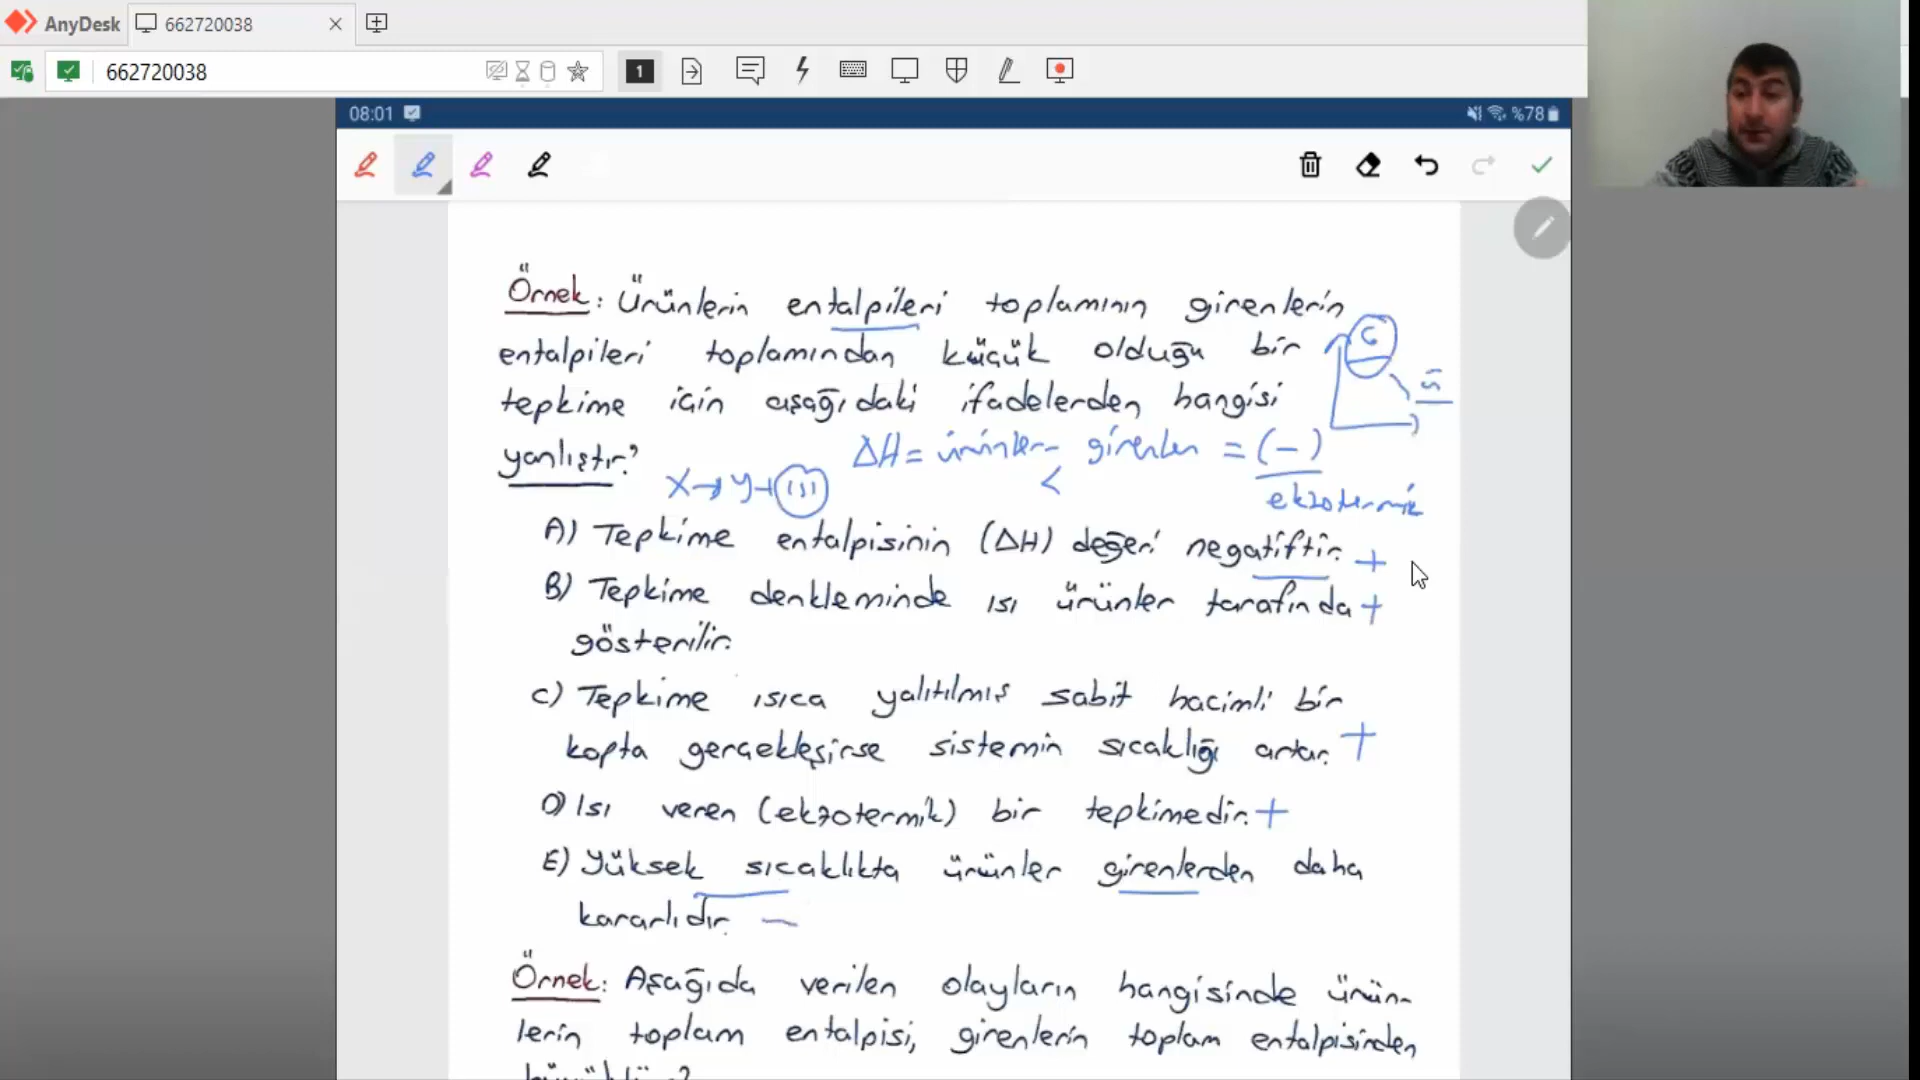 AnyDesk
662720038
662720038
1
08:01
%78
Örnek: Ürünlerin entalpileri toplamının girenlerin
entalpileri toplamından küçük olduğu bir
tepkime için aşağıdaki ifadelerden hangisi
yanlıştır?
G
ü
ΔH = ürünler - girenler = (-)
<
X → Y + ısı
ekzotermik
A) Tepkime entalpisinin (ΔH) değeri negatiftir. +
B) Tepkime denkleminde ısı ürünler tarafında +
gösterilir.
C) Tepkime ısıca yalıtılmış sabit hacimli bir
kapta gerçekleşirse sistemin sıcaklığı artar. +
D) Isı veren (ekzotermik) bir tepkimedir. +
E) Yüksek sıcaklıkta ürünler girenlerden daha
kararlıdır. -
Örnek: Aşağıda verilen olayların hangisinde ürün-
lerin toplam entalpisi, girenlerin toplam entalpisinden